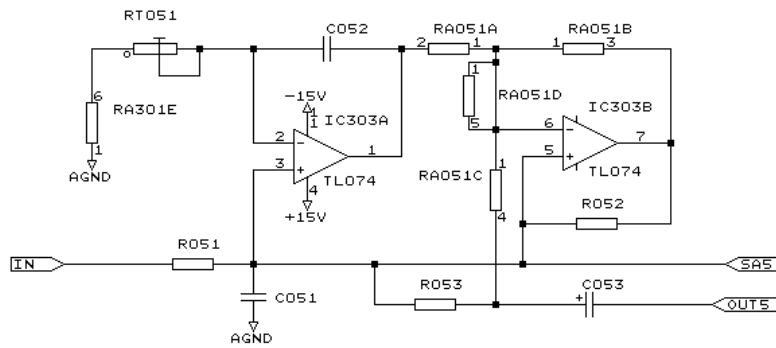 RT051
C052
RA051A
RA051B
2 1
1 3
6
RA301E
1
AGND
-15V
1
1
IC303A
2
3
1
4
TL074
+15V
1
RA051D
5
IC303B
6
5
7
TL074
1
RA051C
4
R052
IN
R051
SA5
C051
AGND
R053
+
C053
OUT5